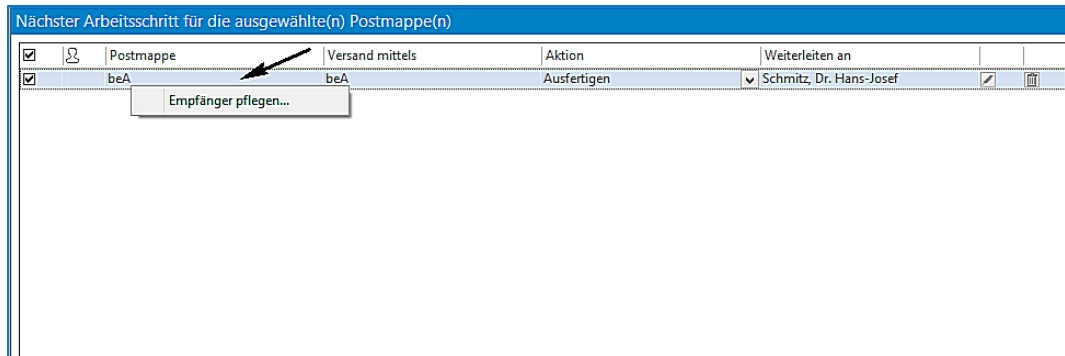 Nächster Arbeitsschritt für die ausgewählte(n) Postmappe(n)
Postmappe Versand mittels Aktion Weiterleiten an
beA beA Ausfertigen Schmitz, Dr. Hans-Josef
Empfänger pflegen...